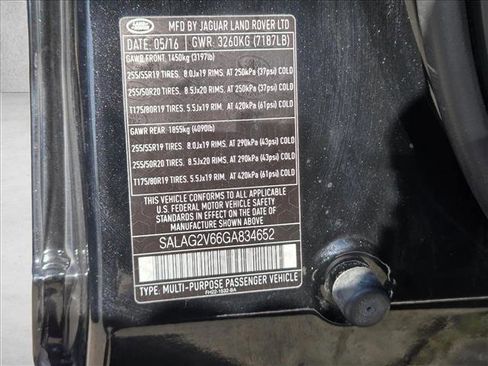 LAND ROVER
MFD BY JAGUAR LAND ROVER LTD
DATE: 05/16 GWR. 3260KG (7187LB)
GAWR FRONT: 1450kg (3197lb)
255/55R19 TIRES. 8.0Jx19 RIMS. AT 250kPa (37psi) COLD
255/50R20 TIRES. 8.5Jx20 RIMS. AT 250kPa (37psi) COLD
T175/80R19 TIRES. 5.5Jx19 RIM. AT 420kPa (61psi) COLD
GAWR REAR: 1855kg (4090lb)
255/55R19 TIRES. 8.0Jx19 RIMS. AT 290kPa (43psi) COLD
255/50R20 TIRES. 8.5Jx20 RIMS. AT 290kPa (43psi) COLD
T175/80R19 TIRES. 5.5Jx19 RIM. AT 420kPa (61psi) COLD
THIS VEHICLE CONFORMS TO ALL APPLICABLE
U.S. FEDERAL MOTOR VEHICLE SAFETY
STANDARDS IN EFFECT ON THE DATE OF
MANUFACTURE SHOWN ABOVE.
SALAG2V66GA834652
TYPE: MULTI-PURPOSE PASSENGER VEHICLE